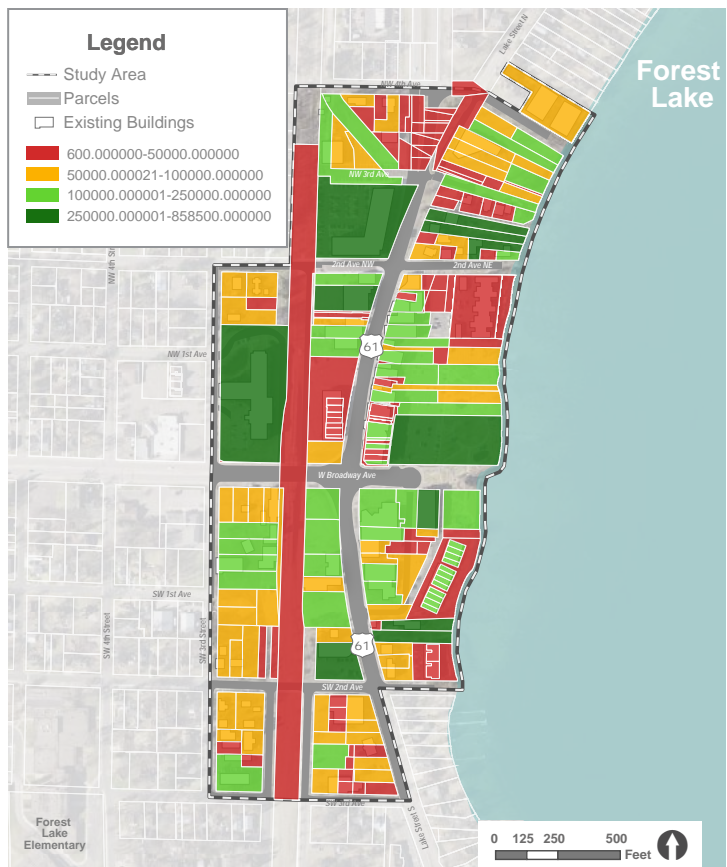 Legend
Study Area
Parcels
Existing Buildings
600.000000-50000.000000
50000.000021-100000.000000
100000.000001-250000.000000
250000.000001-858500.000000
Lake Street N
NW 4th Ave
Forest
Lake
NW 3rd Ave
NW 4th Str
2nd Ave NW
2nd Ave NE
NW 1st Ave
61
W Broadway Ave
SW 1st Ave
SW 4th Street
SW 3rd Street
61
SW 2nd Ave
SW 3rd Ave
Lake Street S
Forest
Lake
Elementary
0 125 250 500
Feet